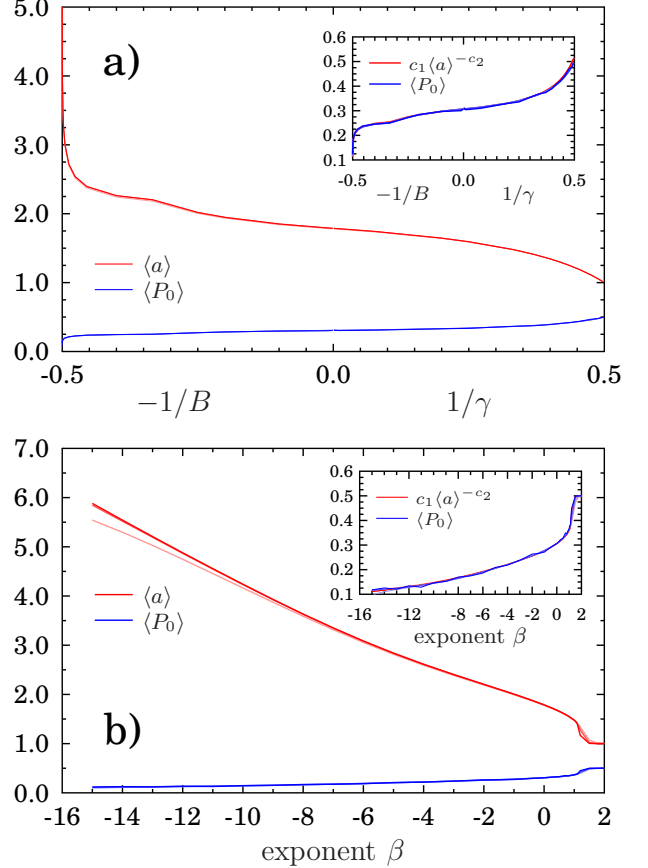 5.0
4.0
3.0
2.0
1.0
0.0
a)
⟨a⟩
⟨P₀⟩
-0.5
0.0
0.5
−1/B
1/γ
0.6
0.5
0.4
0.3
0.2
0.1
c₁⟨a⟩^−c₂
⟨P₀⟩
-0.5
0.0
0.5
−1/B
1/γ
7.0
6.0
5.0
4.0
3.0
2.0
1.0
0.0
⟨a⟩
⟨P₀⟩
b)
-16 -14 -12 -10 -8 -6 -4 -2 0 2
exponent β
0.6
0.5
0.4
0.3
0.2
0.1
c₁⟨a⟩^−c₂
⟨P₀⟩
-16 -12 -8 -6 -4 -2 0 2
exponent β